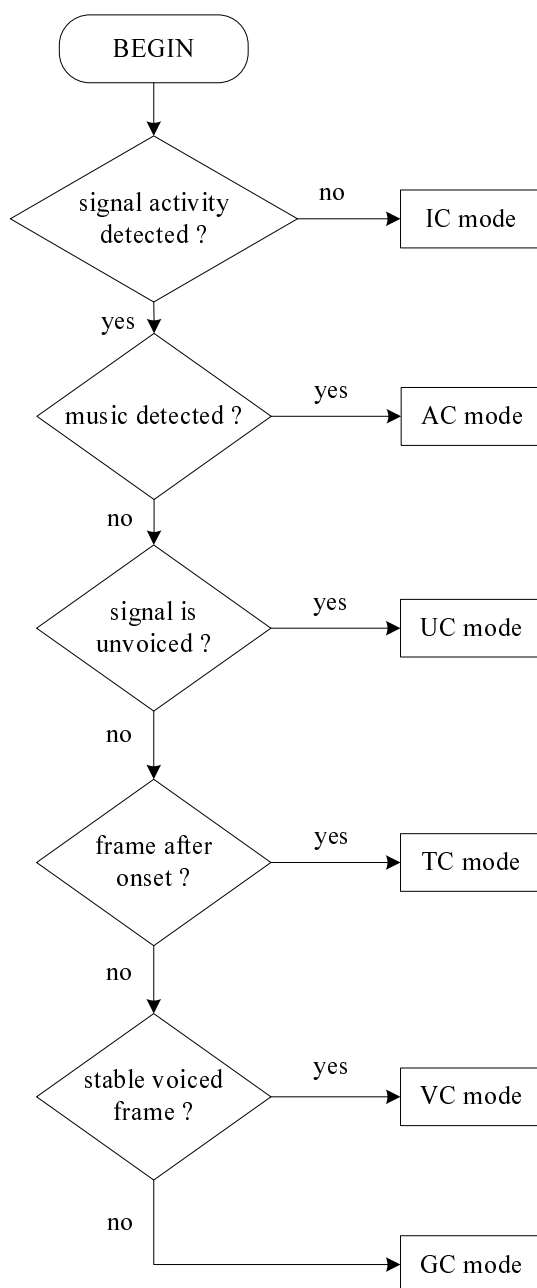 BEGIN
signal activity
detected ?
no
IC mode
yes
music detected ?
yes
AC mode
no
signal is
unvoiced ?
yes
UC mode
no
frame after
onset ?
yes
TC mode
no
stable voiced
frame ?
yes
VC mode
no
GC mode